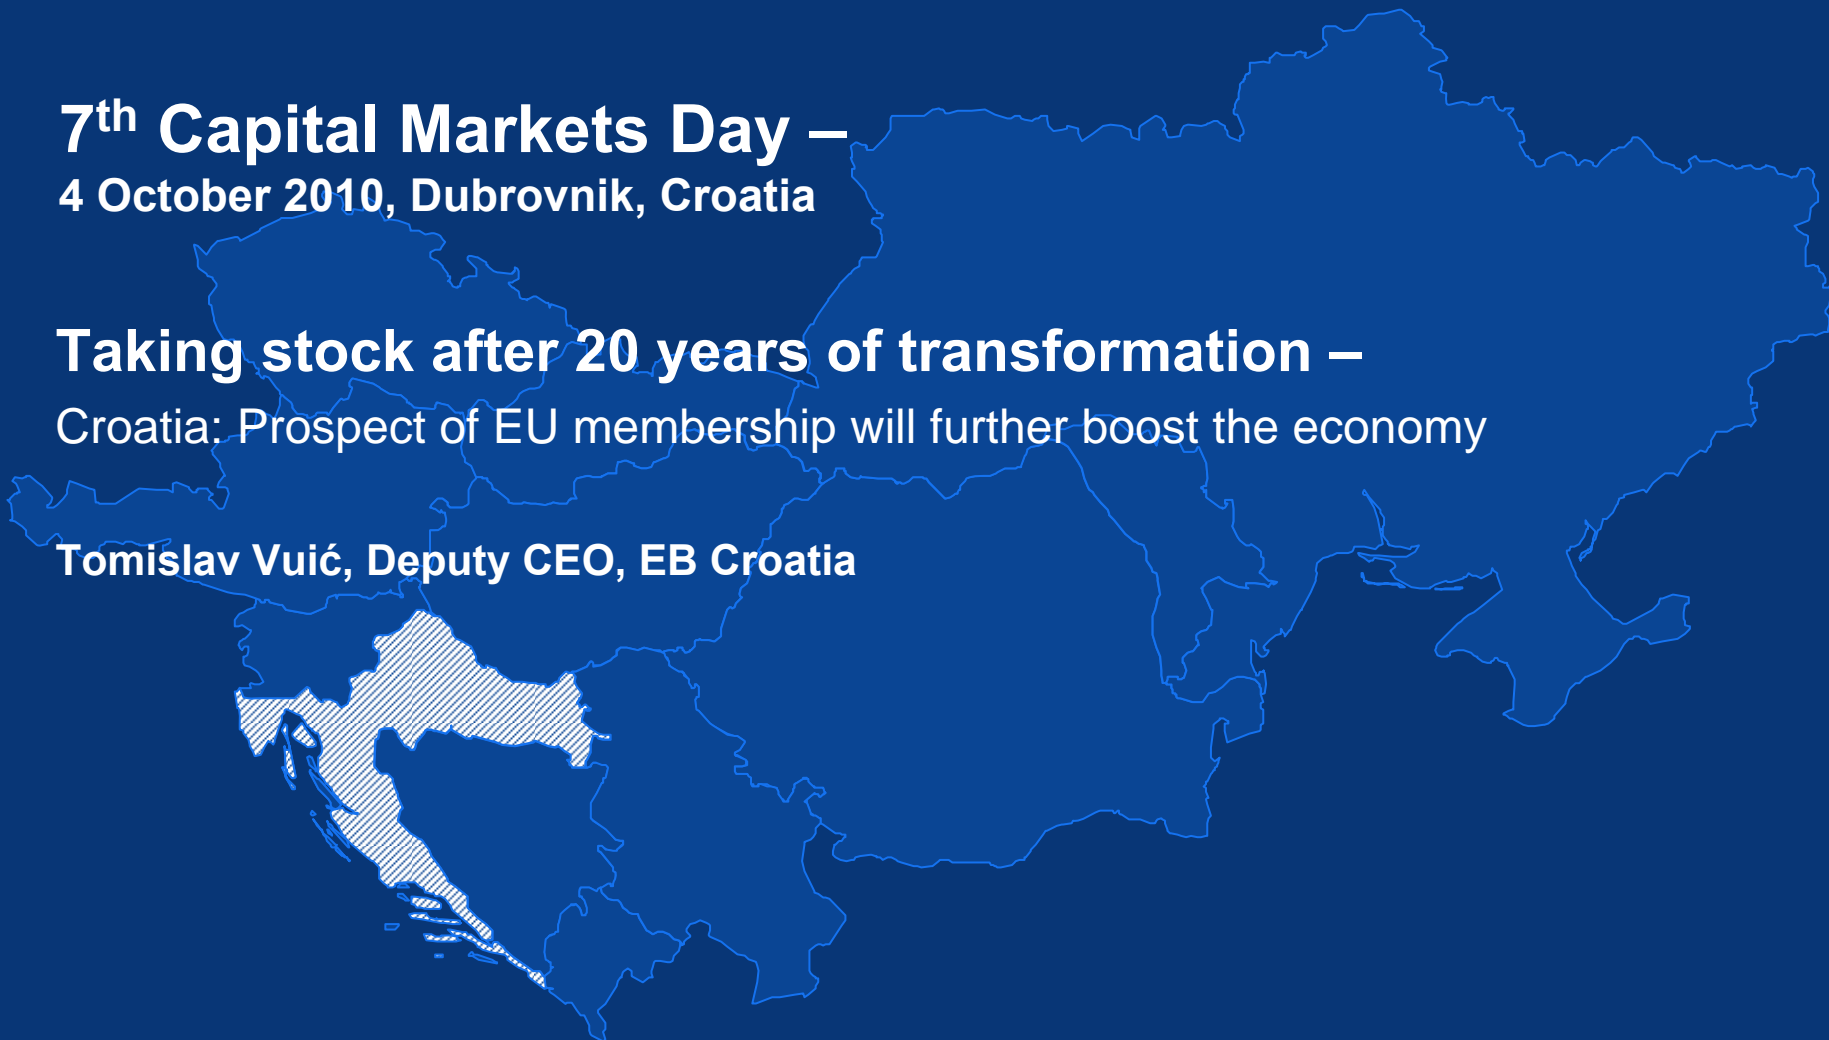 7th Capital Markets Day –
4 October 2010, Dubrovnik, Croatia
Taking stock after 20 years of transformation –
Croatia: Prospect of EU membership will further boost the economy
Tomislav Vuić, Deputy CEO, EB Croatia